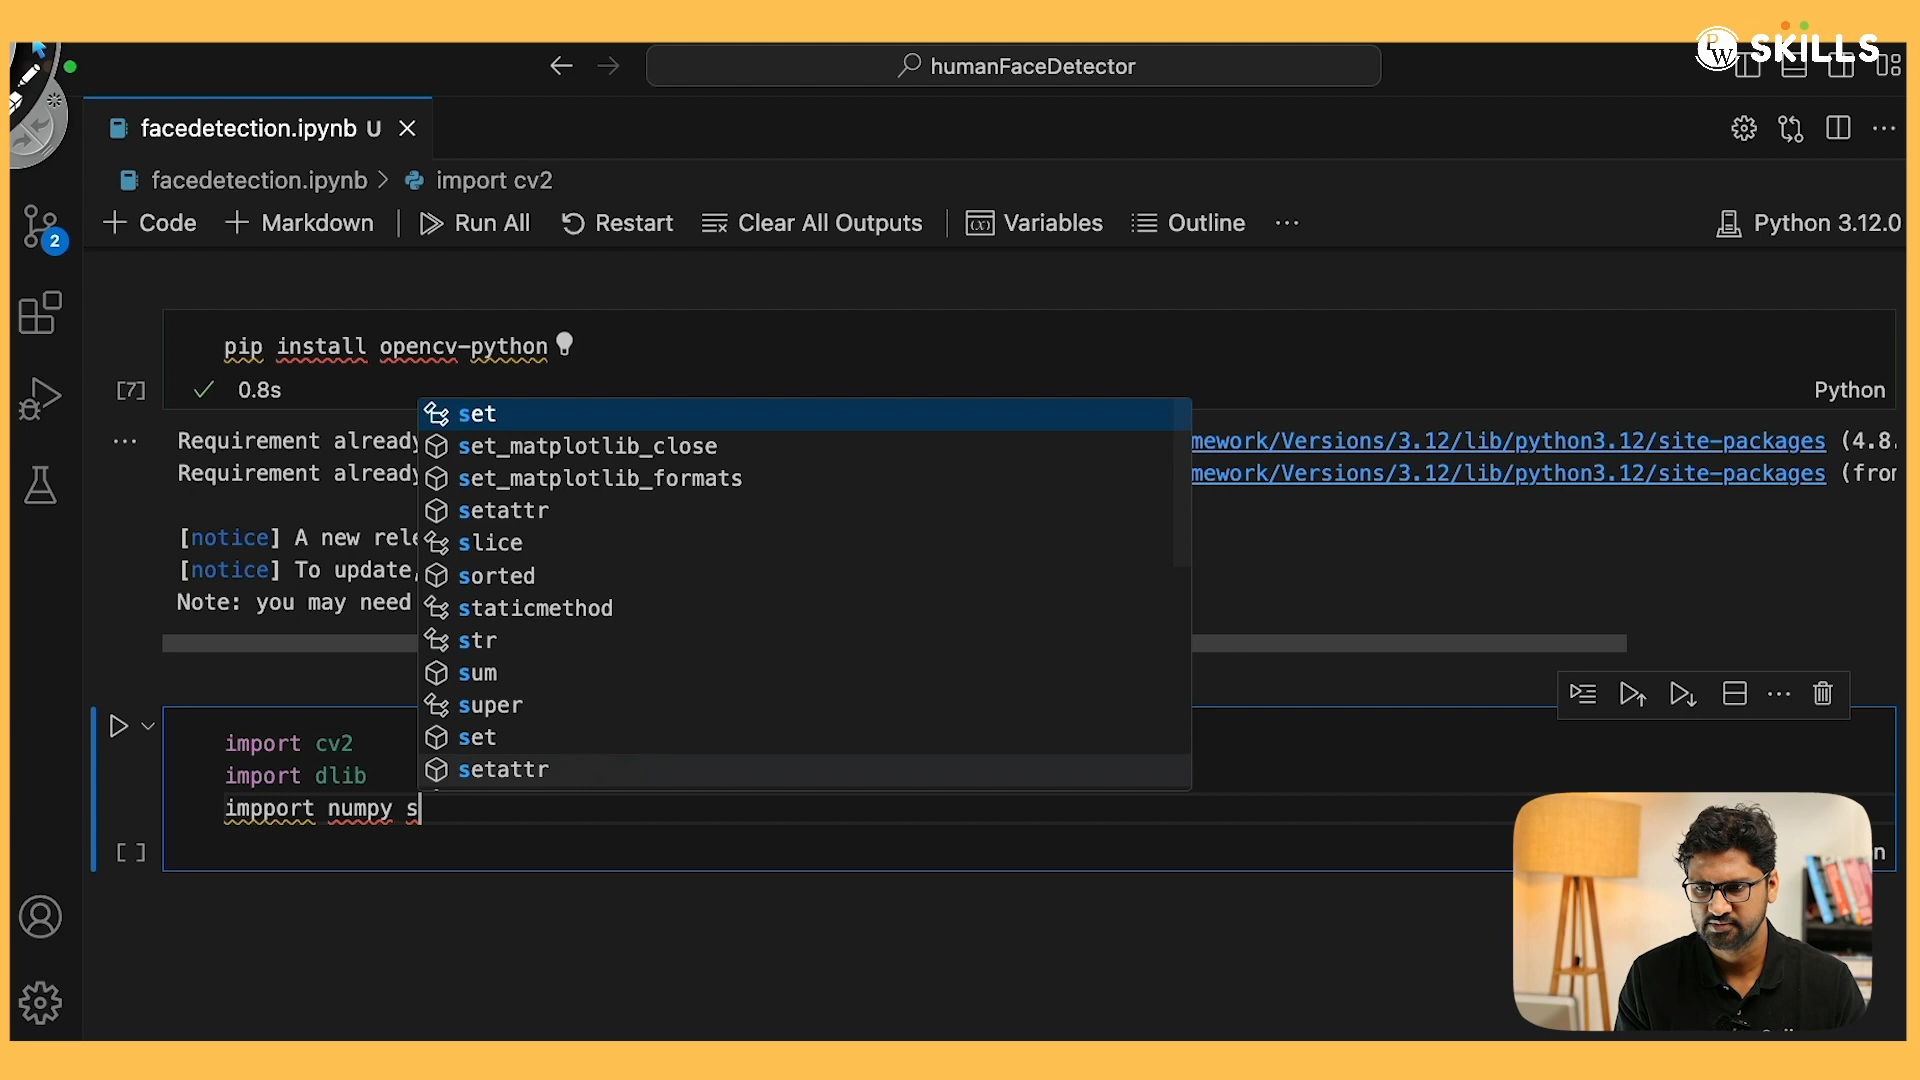 PW SKILLS
humanFaceDetector
facedetection.ipynb U
facedetection.ipynb > import cv2
+ Code + Markdown Run All Restart Clear All Outputs Variables Outline ... Python 3.12.0
2
pip install opencv-python
[7] 0.8s Python
set
set_matplotlib_close
set_matplotlib_formats
setattr
slice
sorted
staticmethod
str
sum
super
set
setattr
... Requirement already mework/Versions/3.12/lib/python3.12/site-packages (4.8.
Requirement already mework/Versions/3.12/lib/python3.12/site-packages (from
[notice] A new rele
[notice] To update,
Note: you may need
import cv2
import dlib
impport numpy s
[ ] n